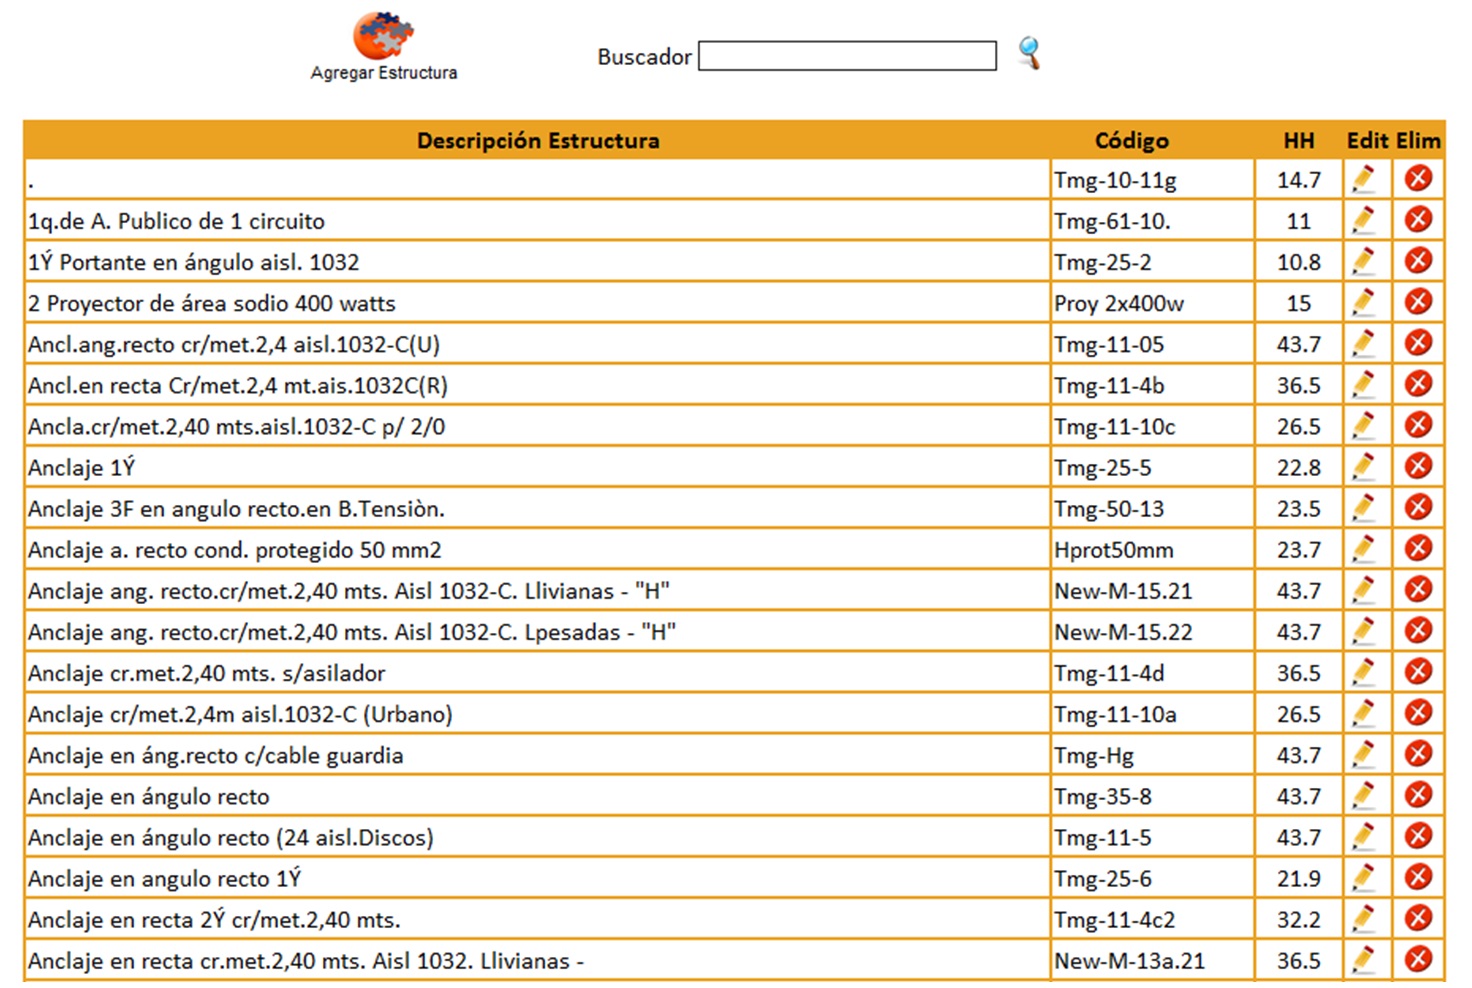 Agregar Estructura
Buscador
Descripción Estructura Código HH Edit Elim
. Tmg-10-11g 14.7
1q.de A. Publico de 1 circuito Tmg-61-10. 11
1Ý Portante en ángulo aisl. 1032 Tmg-25-2 10.8
2 Proyector de área sodio 400 watts Proy 2x400w 15
Ancl.ang.recto cr/met.2,4 aisl.1032-C(U) Tmg-11-05 43.7
Ancl.en recta Cr/met.2,4 mt.ais.1032C(R) Tmg-11-4b 36.5
Ancla.cr/met.2,40 mts.aisl.1032-C p/ 2/0 Tmg-11-10c 26.5
Anclaje 1Ý Tmg-25-5 22.8
Anclaje 3F en angulo recto.en B.Tensiòn. Tmg-50-13 23.5
Anclaje a. recto cond. protegido 50 mm2 Hprot50mm 23.7
Anclaje ang. recto.cr/met.2,40 mts. Aisl 1032-C. Llivianas - "H" New-M-15.21 43.7
Anclaje ang. recto.cr/met.2,40 mts. Aisl 1032-C. Lpesadas - "H" New-M-15.22 43.7
Anclaje cr.met.2,40 mts. s/asilador Tmg-11-4d 36.5
Anclaje cr/met.2,4m aisl.1032-C (Urbano) Tmg-11-10a 26.5
Anclaje en áng.recto c/cable guardia Tmg-Hg 43.7
Anclaje en ángulo recto Tmg-35-8 43.7
Anclaje en ángulo recto (24 aisl.Discos) Tmg-11-5 43.7
Anclaje en angulo recto 1Ý Tmg-25-6 21.9
Anclaje en recta 2Ý cr/met.2,40 mts. Tmg-11-4c2 32.2
Anclaje en recta cr.met.2,40 mts. Aisl 1032. Llivianas - New-M-13a.21 36.5